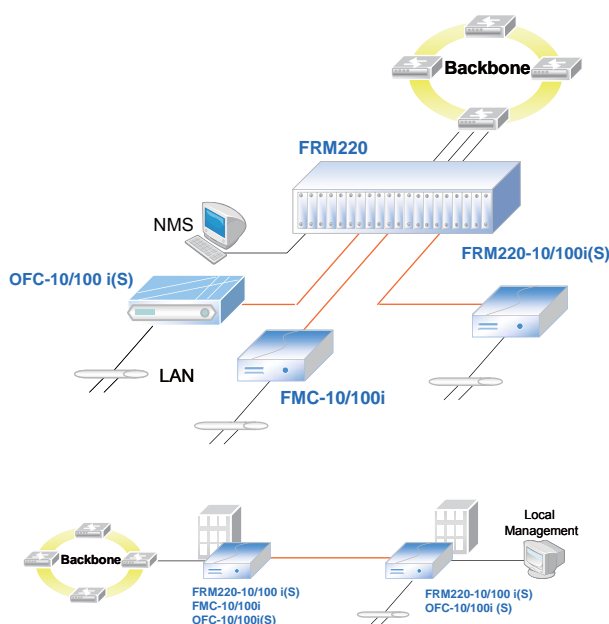 Backbone
FRM220
NMS
FRM220-10/100i(S)
OFC-10/100 i(S)
LAN
FMC-10/100i
Local
Management
Backbone
FRM220-10/100 i(S)
FMC-10/100i
OFC-10/100i(S)
FRM220-10/100 i(S)
OFC-10/100i (S)